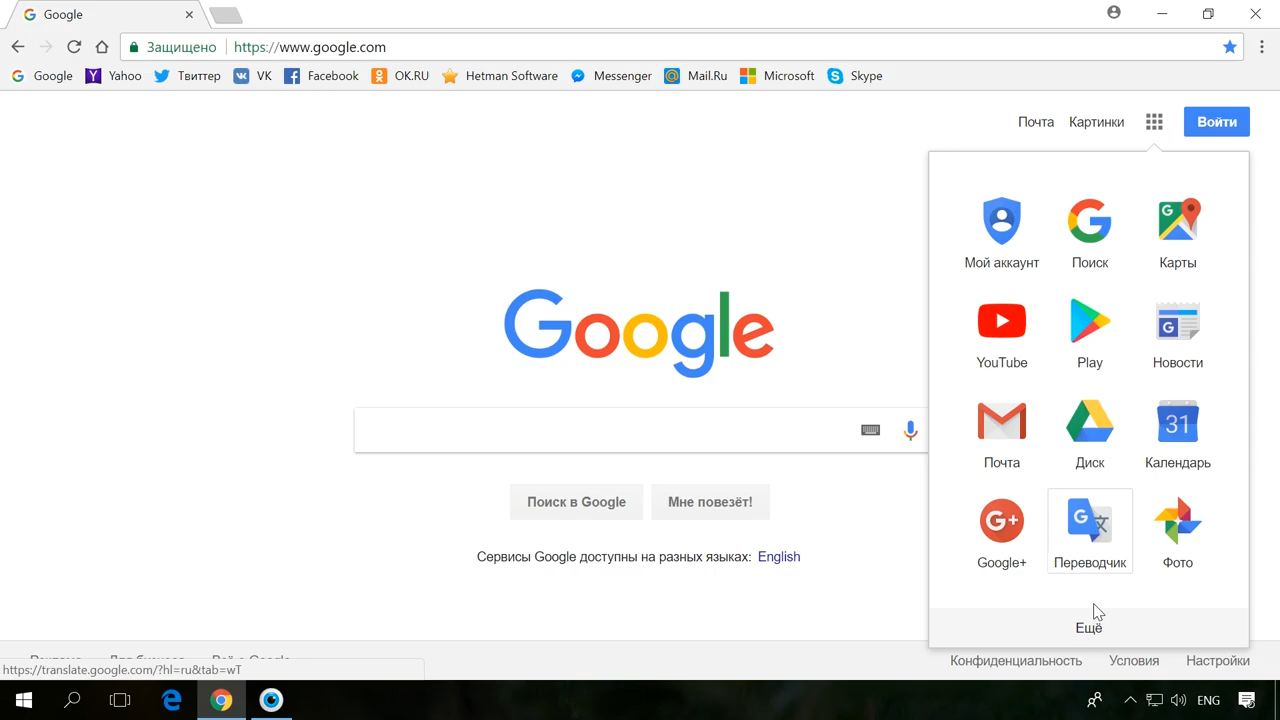 Google
Защищено https://www.google.com
Google Yahoo Твиттер VK Facebook OK.RU Hetman Software Messenger Mail.Ru Microsoft Skype
Почта Картинки Войти
Мой аккаунт Поиск Карты
YouTube Play Новости
Google
Почта Диск 31 Календарь
Поиск в Google Мне повезёт!
Сервисы Google доступны на разных языках: English
Google+ Переводчик Фото
Ещё
Конфиденциальность Условия Настройки
https://translate.google.com/?hl=ru&tab=wT
ENG